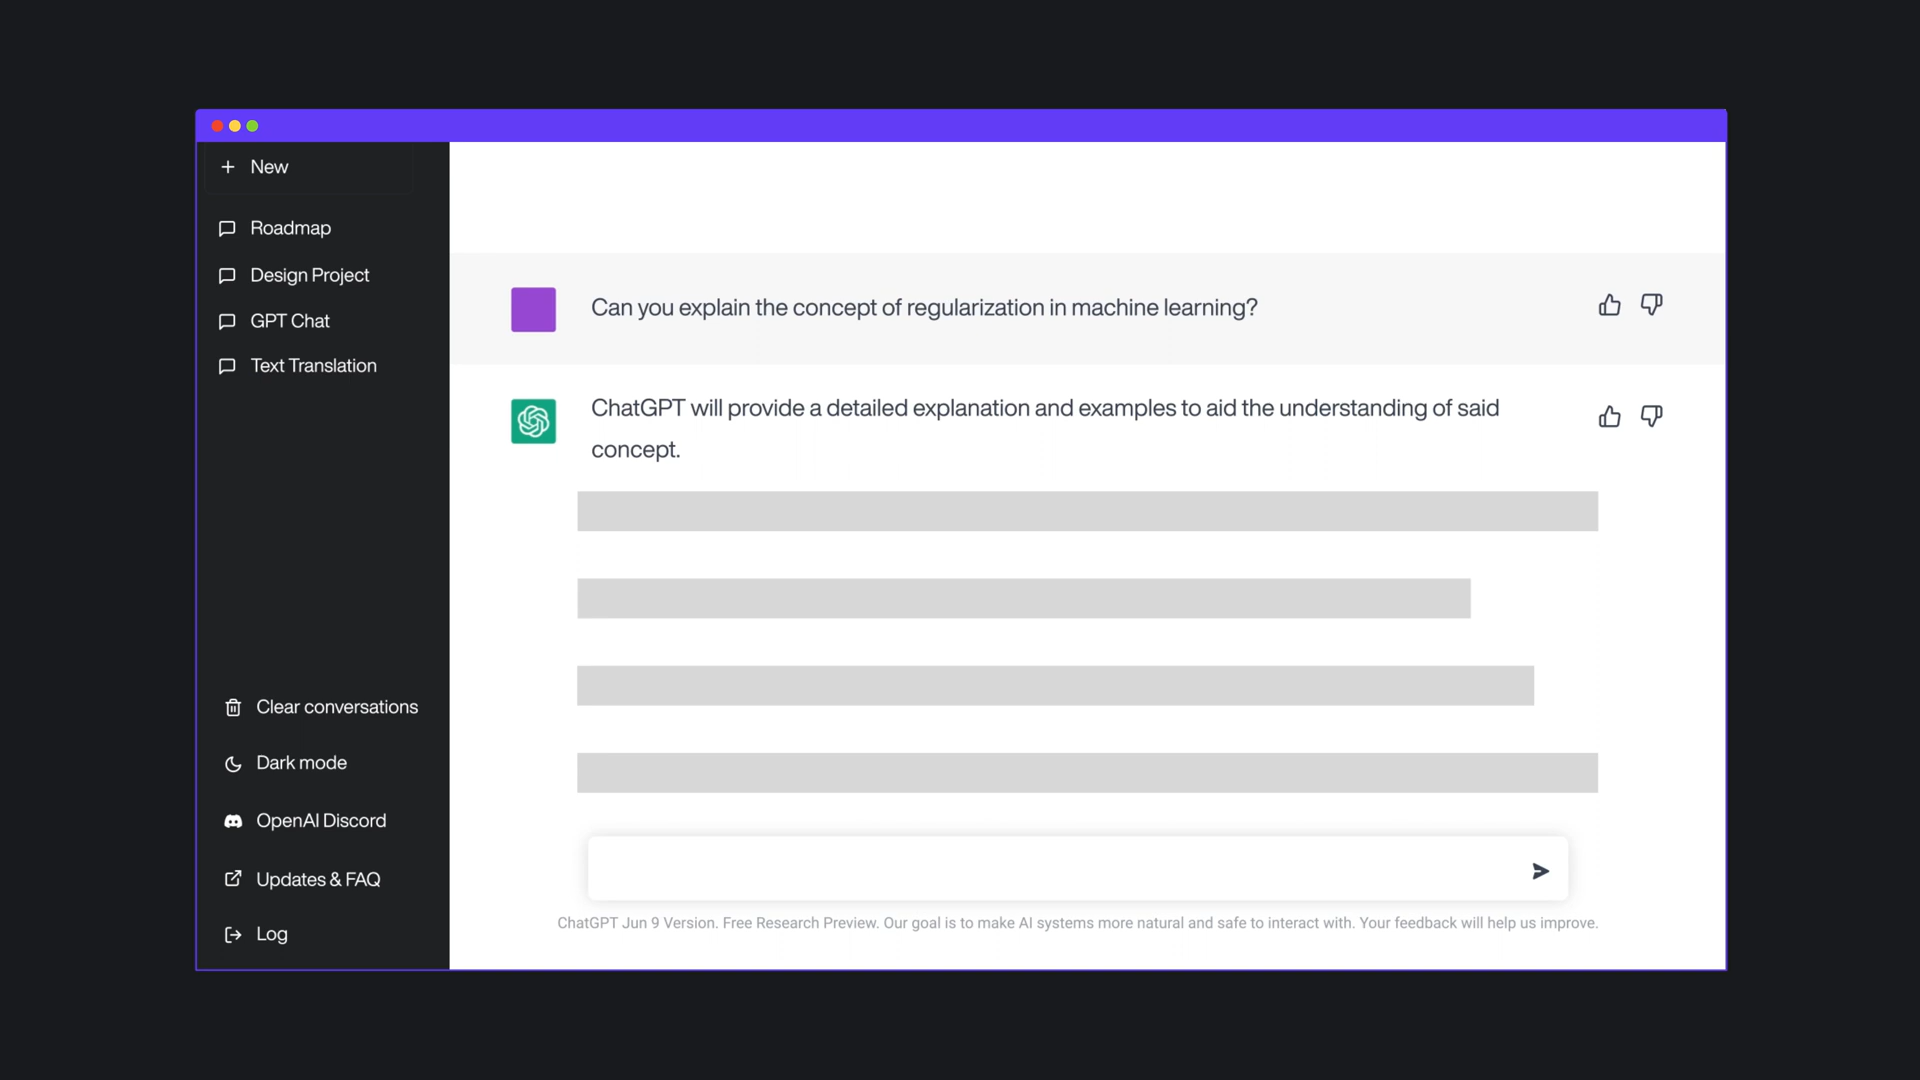 New
Roadmap
Design Project
GPT Chat
Text Translation
Clear conversations
Dark mode
OpenAI Discord
Updates & FAQ
Log
Can you explain the concept of regularization in machine learning?
ChatGPT will provide a detailed explanation and examples to aid the understanding of said
concept.
ChatGPT Jun 9 Version. Free Research Preview. Our goal is to make AI systems more natural and safe to interact with. Your feedback will help us improve.